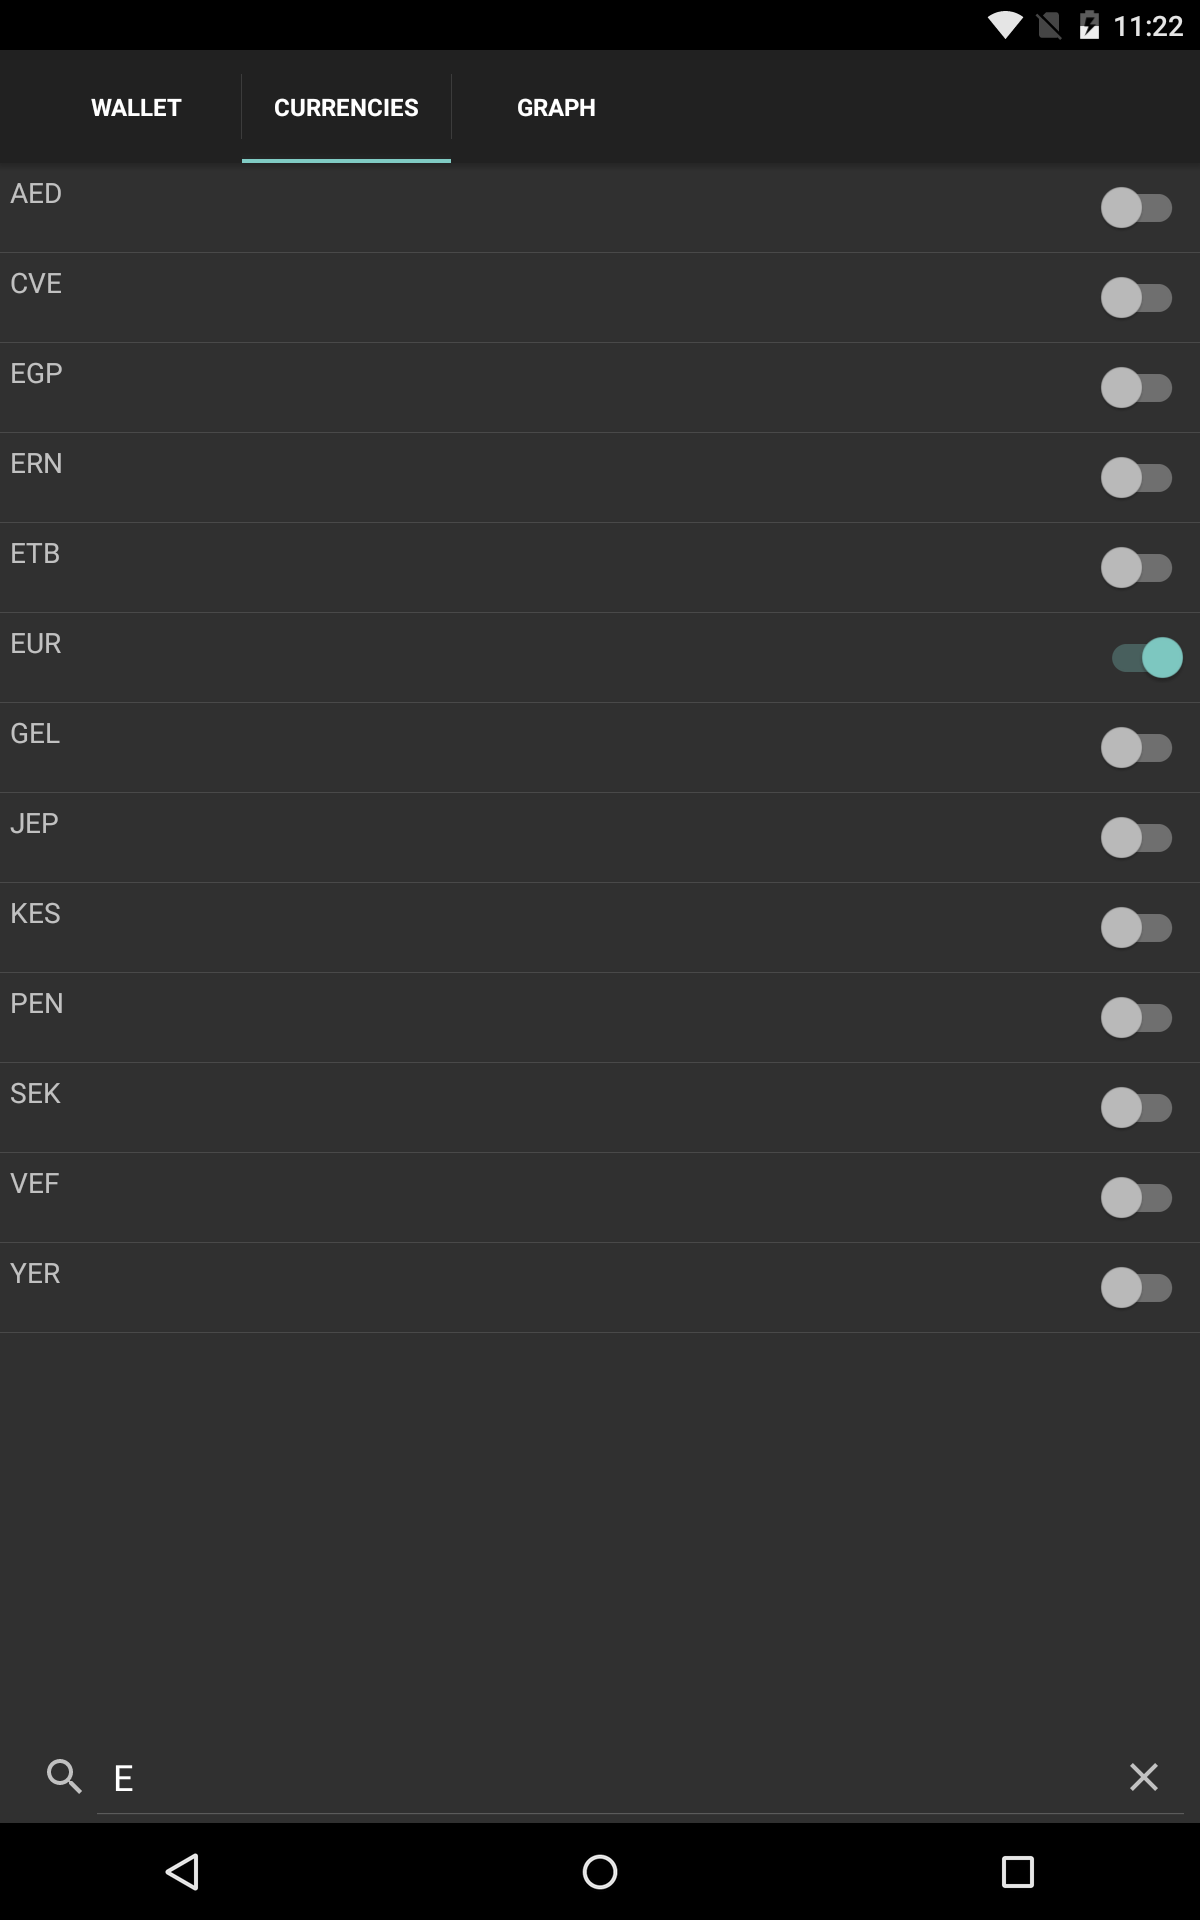 11:22
WALLET
CURRENCIES
GRAPH
AED
CVE
EGP
ERN
ETB
EUR
GEL
JEP
KES
PEN
SEK
VEF
YER
E